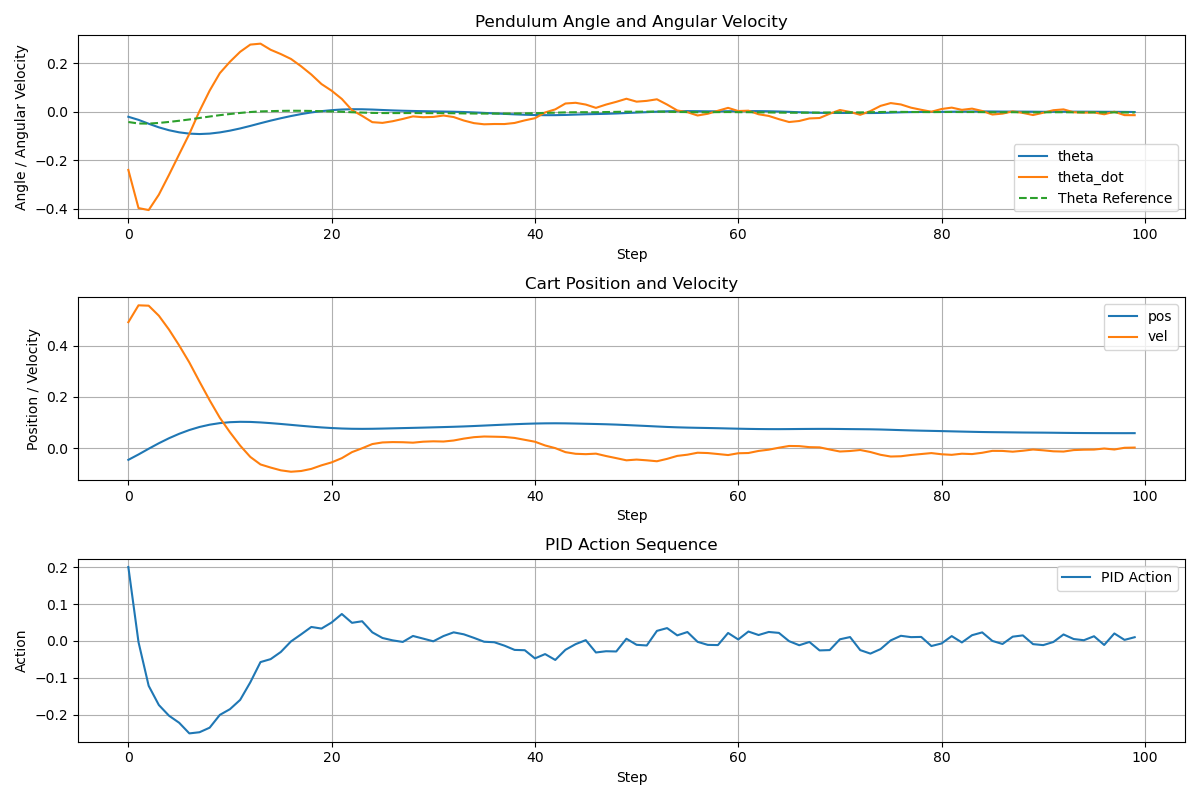 Pendulum Angle and Angular Velocity
Angle / Angular Velocity
0.2
0.0
−0.2
−0.4
theta
theta_dot
Theta Reference
0 20 40 60 80 100
Step
Cart Position and Velocity
Position / Velocity
0.4
0.2
0.0
pos
vel
0 20 40 60 80 100
Step
PID Action Sequence
Action
0.2
0.1
0.0
−0.1
−0.2
PID Action
0 20 40 60 80 100
Step